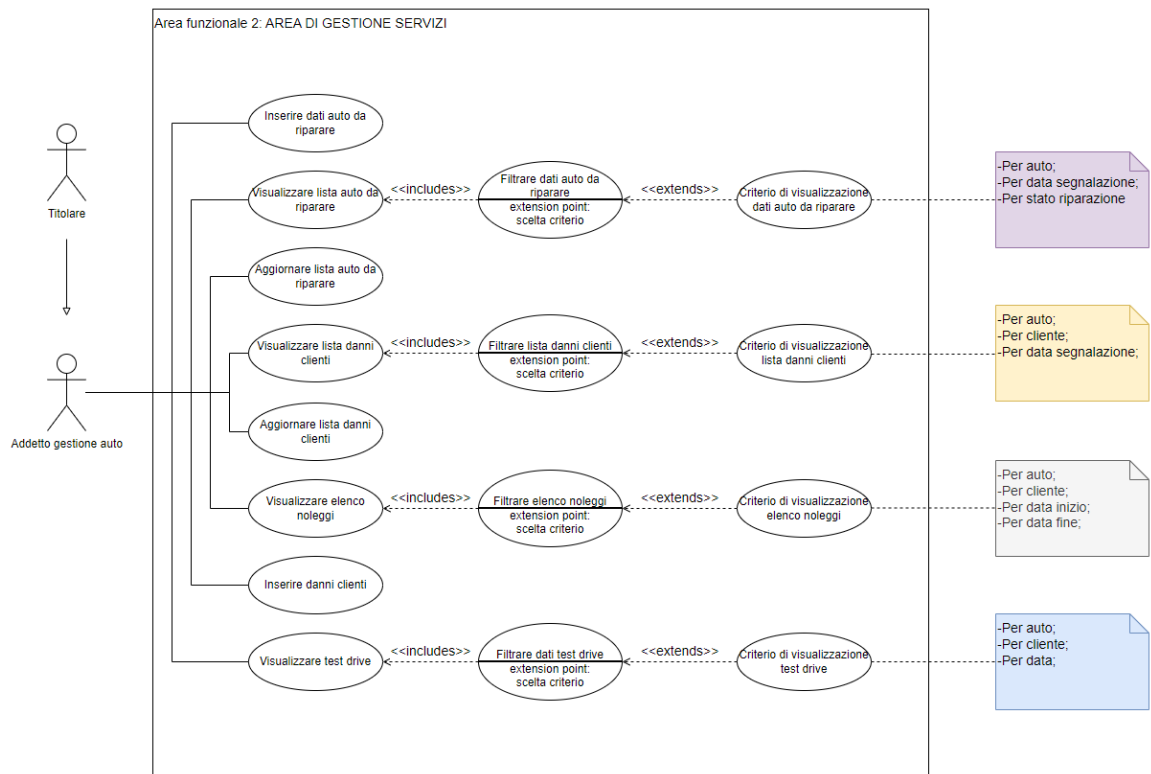 Area funzionale 2: AREA DI GESTIONE SERVIZI
Titolare
Addetto gestione auto
Inserire dati auto da
riparare
Visualizzare lista auto da
riparare
<<includes>>
Filtrare dati auto da
riparare
extension point:
scelta criterio
<<extends>>
Criterio di visualizzazione
dati auto da riparare
-Per auto;
-Per data segnalazione;
-Per stato riparazione
Aggiornare lista auto da
riparare
Visualizzare lista danni
clienti
<<includes>>
Filtrare lista danni clienti
extension point:
scelta criterio
<<extends>>
Criterio di visualizzazione
lista danni clienti
-Per auto;
-Per cliente;
-Per data segnalazione;
Aggiornare lista danni
clienti
Visualizzare elenco
noleggi
<<includes>>
Filtrare elenco noleggi
extension point:
scelta criterio
<<extends>>
Criterio di visualizzazione
elenco noleggi
-Per auto;
-Per cliente;
-Per data inizio;
-Per data fine;
Inserire danni clienti
Visualizzare test drive
<<includes>>
Filtrare dati test drive
extension point:
scelta criterio
<<extends>>
Criterio di visualizzazione
test drive
-Per auto;
-Per cliente;
-Per data;